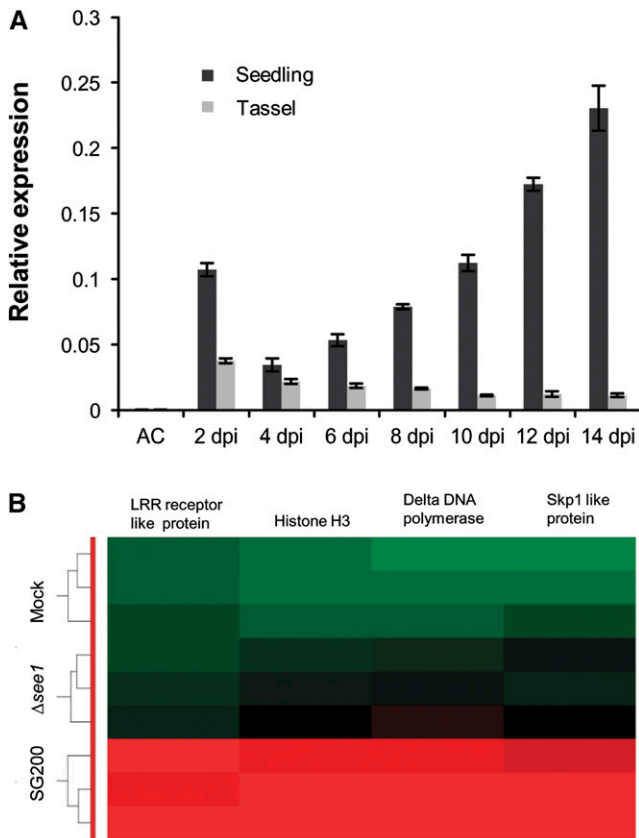 A
Relative expression
0.3
0.25
0.2
0.15
0.1
0.05
0
Seedling
Tassel
AC
2 dpi
4 dpi
6 dpi
8 dpi
10 dpi
12 dpi
14 dpi
B
LRR receptor
like protein
Histone H3
Delta DNA
polymerase
Skp1 like
protein
Mock
Δsee1
SG200